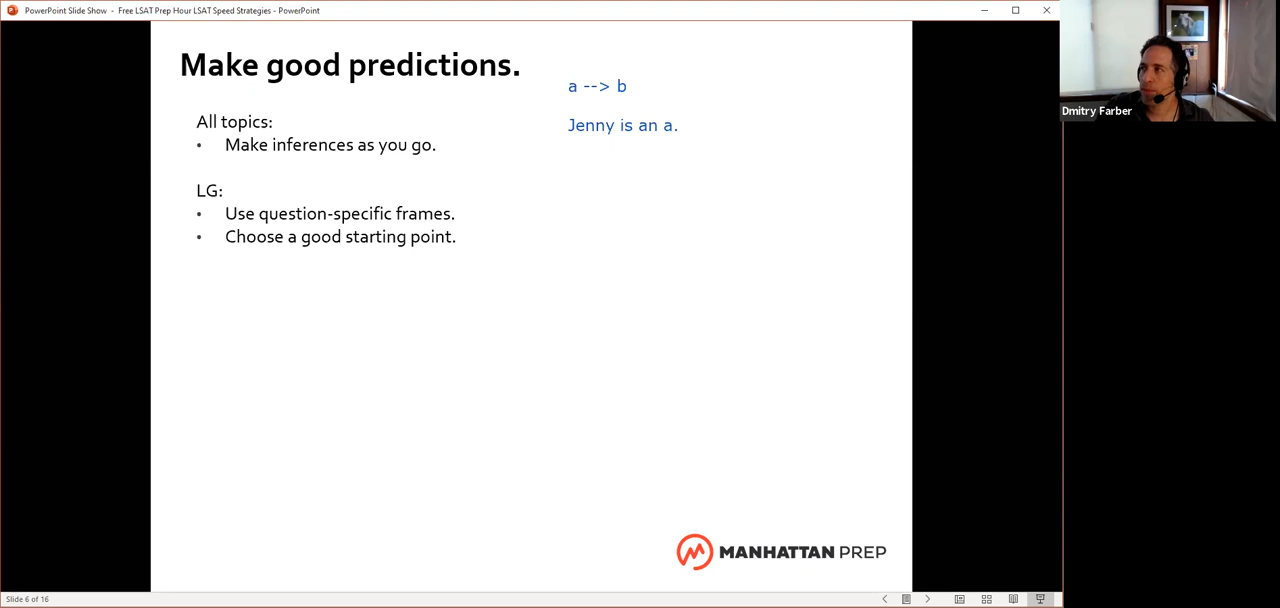 PowerPoint Slide Show - Free LSAT Prep Hour LSAT Speed Strategies - PowerPoint
Make good predictions.
a --> b
All topics:
Jenny is an a.
• Make inferences as you go.
LG:
• Use question-specific frames.
• Choose a good starting point.
MANHATTAN PREP
Slide 6 of 16
Dmitry Farber